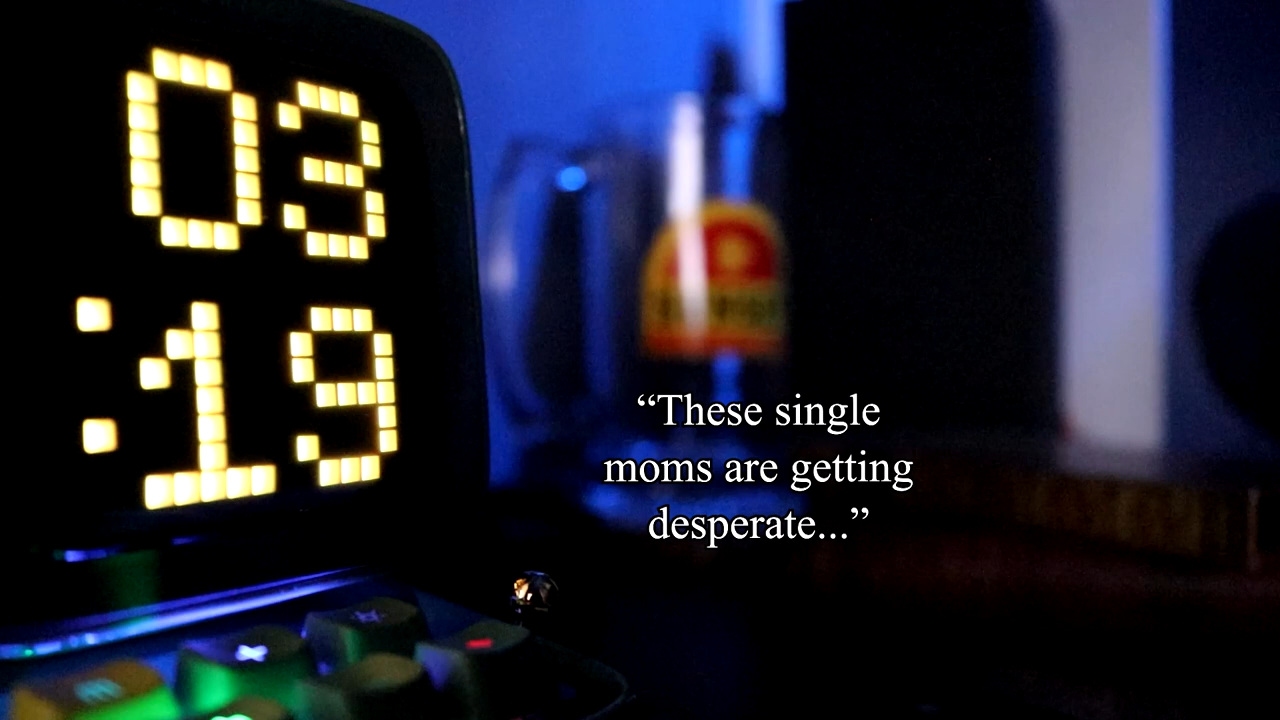 03
:19
“These single
moms are getting
desperate...”